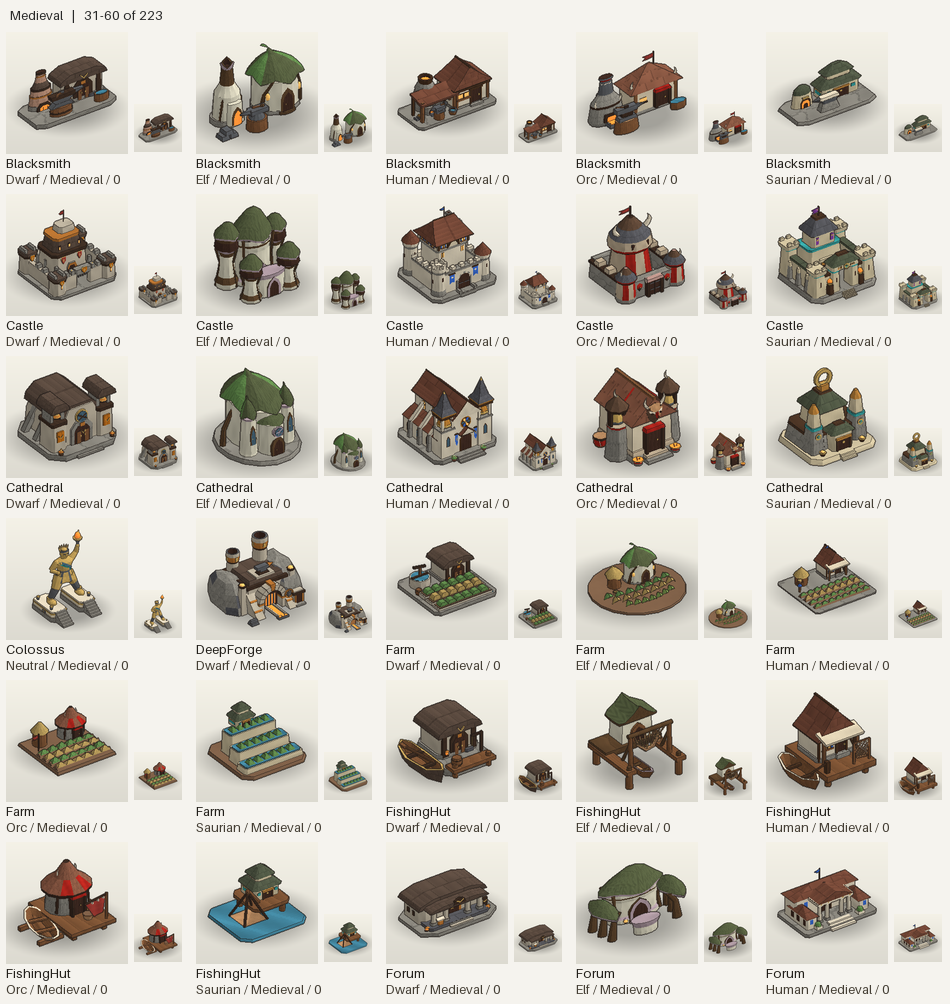 Medieval | 31-60 of 223
Blacksmith
Dwarf / Medieval / 0
Blacksmith
Elf / Medieval / 0
Blacksmith
Human / Medieval / 0
Blacksmith
Orc / Medieval / 0
Blacksmith
Saurian / Medieval / 0
Castle
Dwarf / Medieval / 0
Castle
Elf / Medieval / 0
Castle
Human / Medieval / 0
Castle
Orc / Medieval / 0
Castle
Saurian / Medieval / 0
Cathedral
Dwarf / Medieval / 0
Cathedral
Elf / Medieval / 0
Cathedral
Human / Medieval / 0
Cathedral
Orc / Medieval / 0
Cathedral
Saurian / Medieval / 0
Colossus
Neutral / Medieval / 0
DeepForge
Dwarf / Medieval / 0
Farm
Dwarf / Medieval / 0
Farm
Elf / Medieval / 0
Farm
Human / Medieval / 0
Farm
Orc / Medieval / 0
Farm
Saurian / Medieval / 0
FishingHut
Dwarf / Medieval / 0
FishingHut
Elf / Medieval / 0
FishingHut
Human / Medieval / 0
FishingHut
Orc / Medieval / 0
FishingHut
Saurian / Medieval / 0
Forum
Dwarf / Medieval / 0
Forum
Elf / Medieval / 0
Forum
Human / Medieval / 0